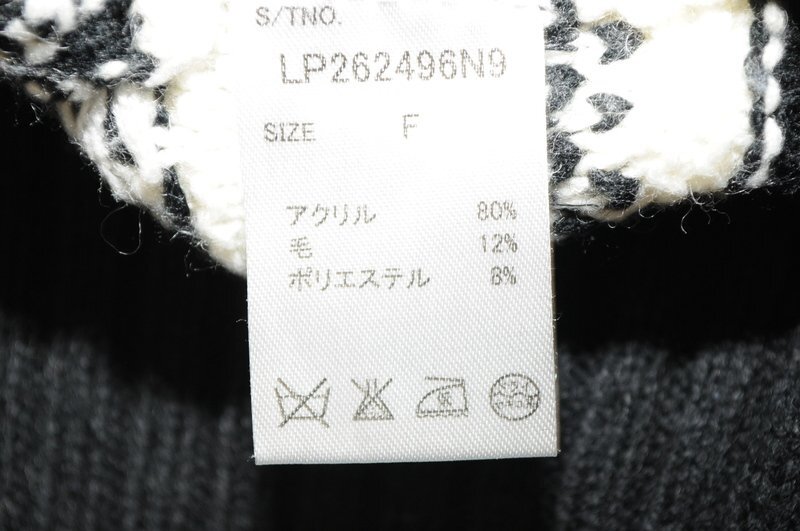 S/TNO.
LP262496N9
SIZE F
アクリル 80%
毛 12%
ポリエステル 8%